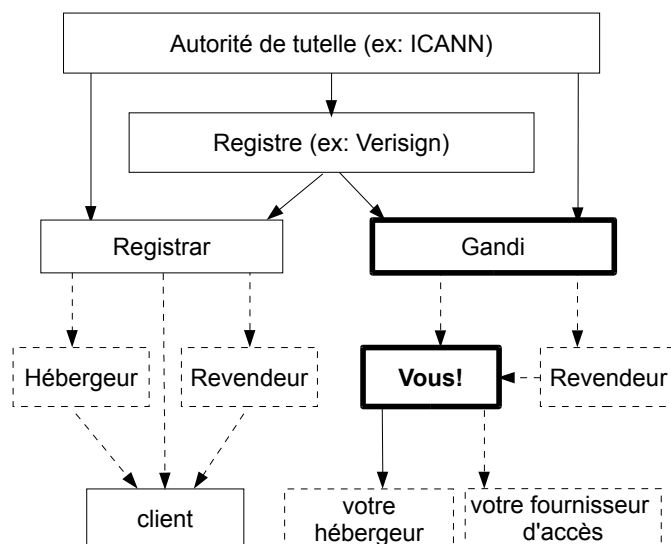 Autorité de tutelle (ex: ICANN)
Registre (ex: Verisign)
Registrar
Gandi
Hébergeur
Revendeur
Vous!
Revendeur
client
votre
hébergeur
votre fournisseur
d'accès